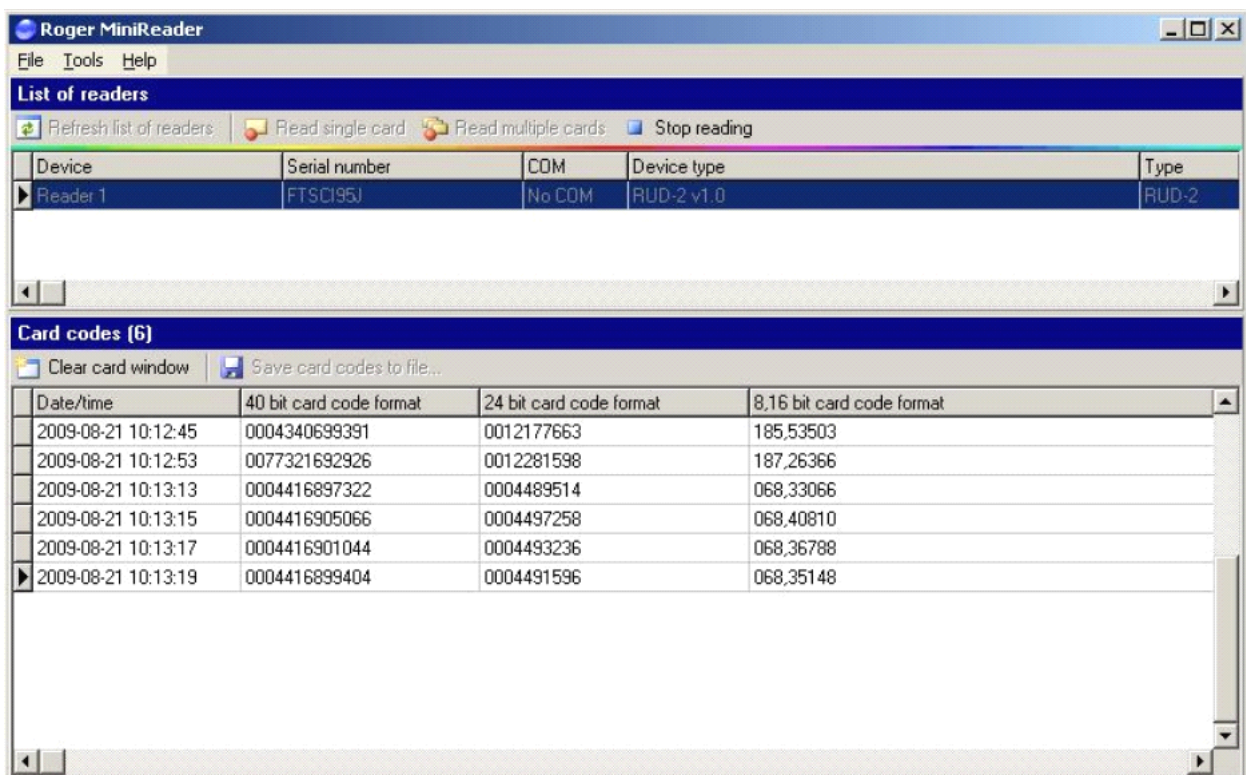 Roger MiniReader
File Tools Help
List of readers
Refresh list of readers Read single card Read multiple cards Stop reading
Device Serial number COM Device type Type
Reader 1 FTSCI95J No COM RUD-2 v1.0 RUD-2
Card codes (6)
Clear card window Save card codes to file...
Date/time 40 bit card code format 24 bit card code format 8,16 bit card code format
2009-08-21 10:12:45 0004340699391 0012177663 185,53503
2009-08-21 10:12:53 0077321692926 0012281598 187,26366
2009-08-21 10:13:13 0004416897322 0004489514 068,33066
2009-08-21 10:13:15 0004416905066 0004497258 068,40810
2009-08-21 10:13:17 0004416901044 0004493236 068,36788
2009-08-21 10:13:19 0004416899404 0004491596 068,35148